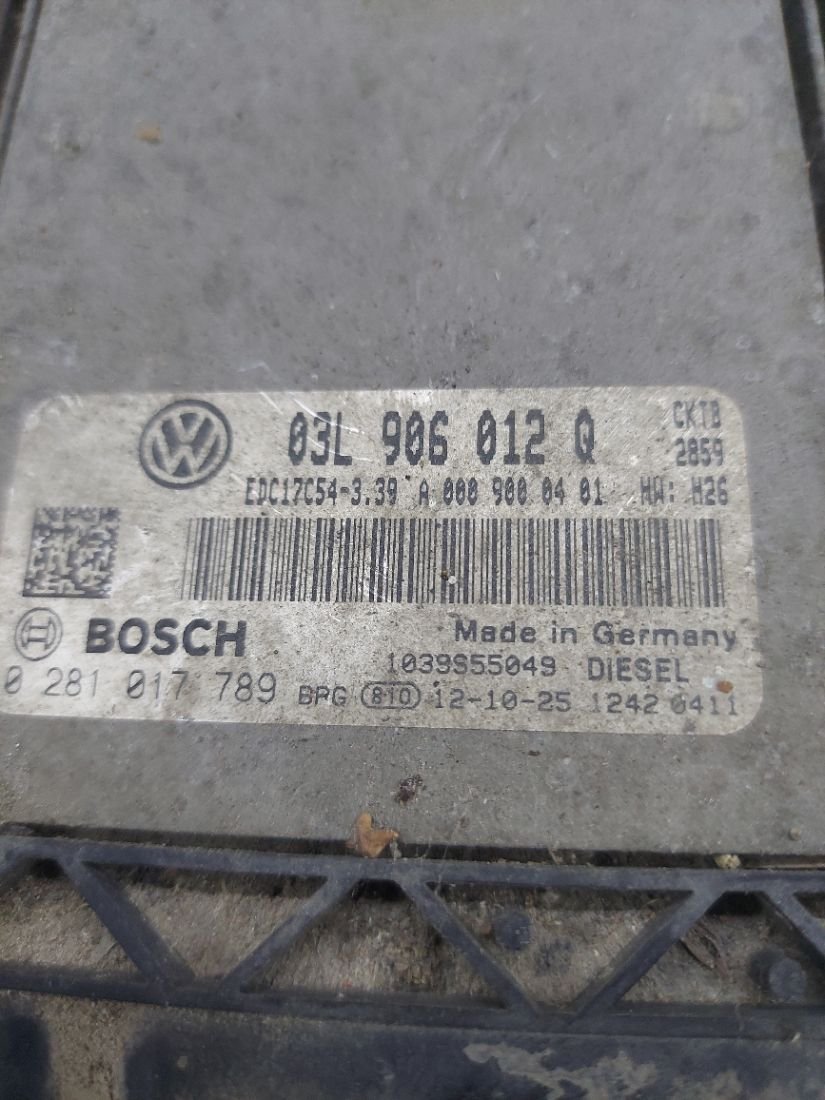 03L 906 012 Q
CKTB
2859
EDC17C54-3.39 A 000 900 04 01 HW: H26
BOSCH
Made in Germany
1039S55049 DIESEL
0 281 017 789 BPG 810 12-10-25 1242 0411